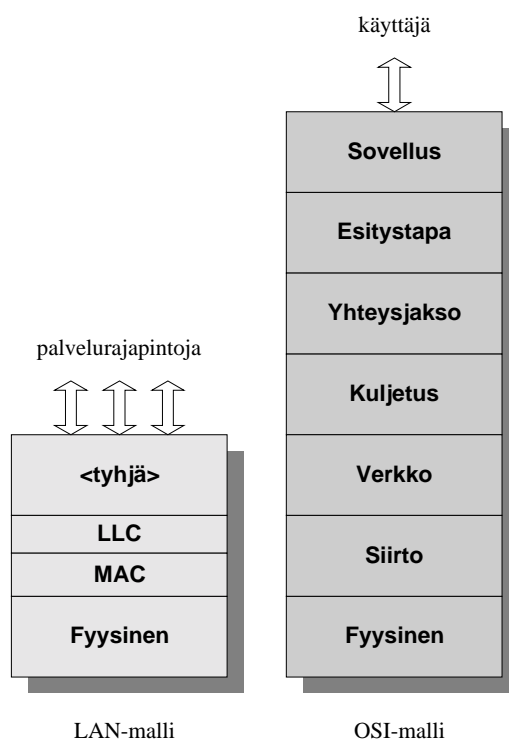 käyttäjä
Sovellus
Esitystapa
Yhteysjakso
palvelurajapintoja
Kuljetus
<tyhjä>
Verkko
LLC
MAC
Siirto
Fyysinen
Fyysinen
LAN-malli
OSI-malli